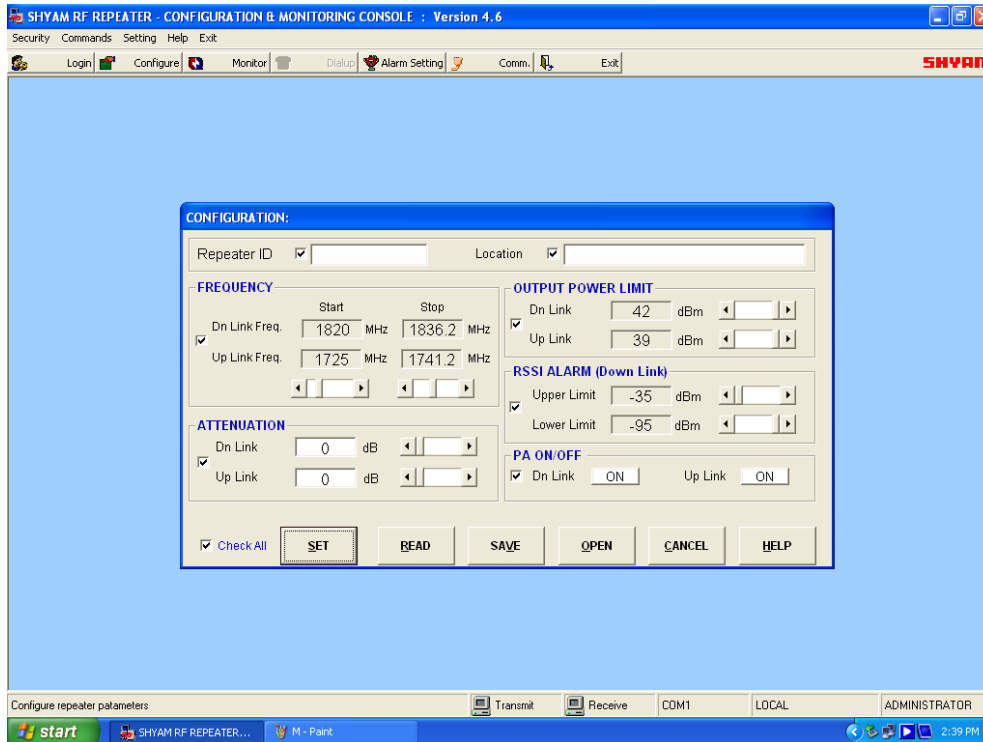 SHYAM RF REPEATER - CONFIGURATION & MONITORING CONSOLE : Version 4.6
Security Commands Setting Help Exit
Login Configure Monitor Dialup Alarm Setting Comm. Exit SHYAM
CONFIGURATION:
Repeater ID Location
FREQUENCY
Start Stop
Dn Link Freq. 1820 MHz 1836.2 MHz
Up Link Freq. 1725 MHz 1741.2 MHz
OUTPUT POWER LIMIT
Dn Link 42 dBm
Up Link 39 dBm
RSSI ALARM (Down Link)
Upper Limit -35 dBm
Lower Limit -95 dBm
ATTENUATION
Dn Link 0 dB
Up Link 0 dB
PA ON/OFF
Dn Link ON Up Link ON
Check All SET READ SAVE OPEN CANCEL HELP
Configure repeater patameters Transmit Receive COM1 LOCAL ADMINISTRATOR
start SHYAM RF REPEATER... M - Paint 2:39 PM